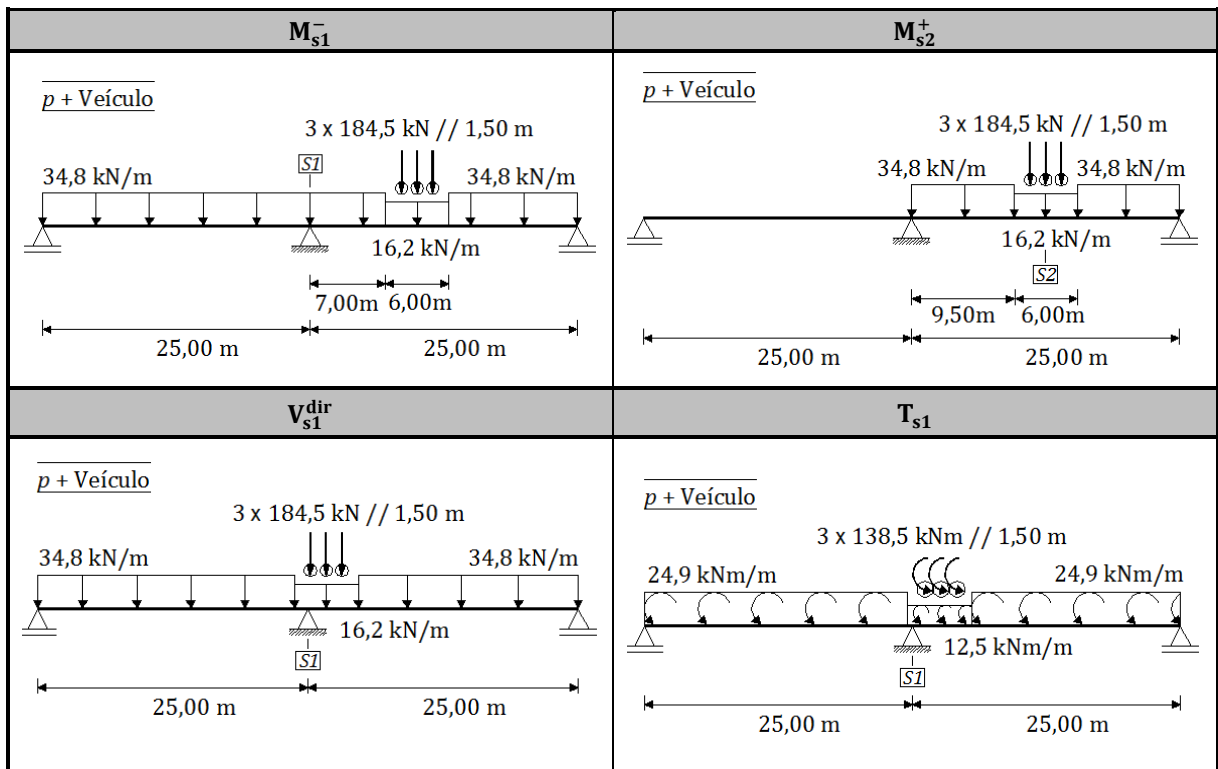 M⁻s1
M⁺s2
p + Veículo
3 x 184,5 kN // 1,50 m
S1
34,8 kN/m 34,8 kN/m
16,2 kN/m
7,00m 6,00m
25,00 m 25,00 m
p + Veículo
3 x 184,5 kN // 1,50 m
34,8 kN/m 34,8 kN/m
16,2 kN/m
S2
9,50m 6,00m
25,00 m 25,00 m
V^dir s1
T s1
p + Veículo
3 x 184,5 kN // 1,50 m
34,8 kN/m 34,8 kN/m
16,2 kN/m
S1
25,00 m 25,00 m
p + Veículo
3 x 138,5 kNm // 1,50 m
24,9 kNm/m 24,9 kNm/m
12,5 kNm/m
S1
25,00 m 25,00 m